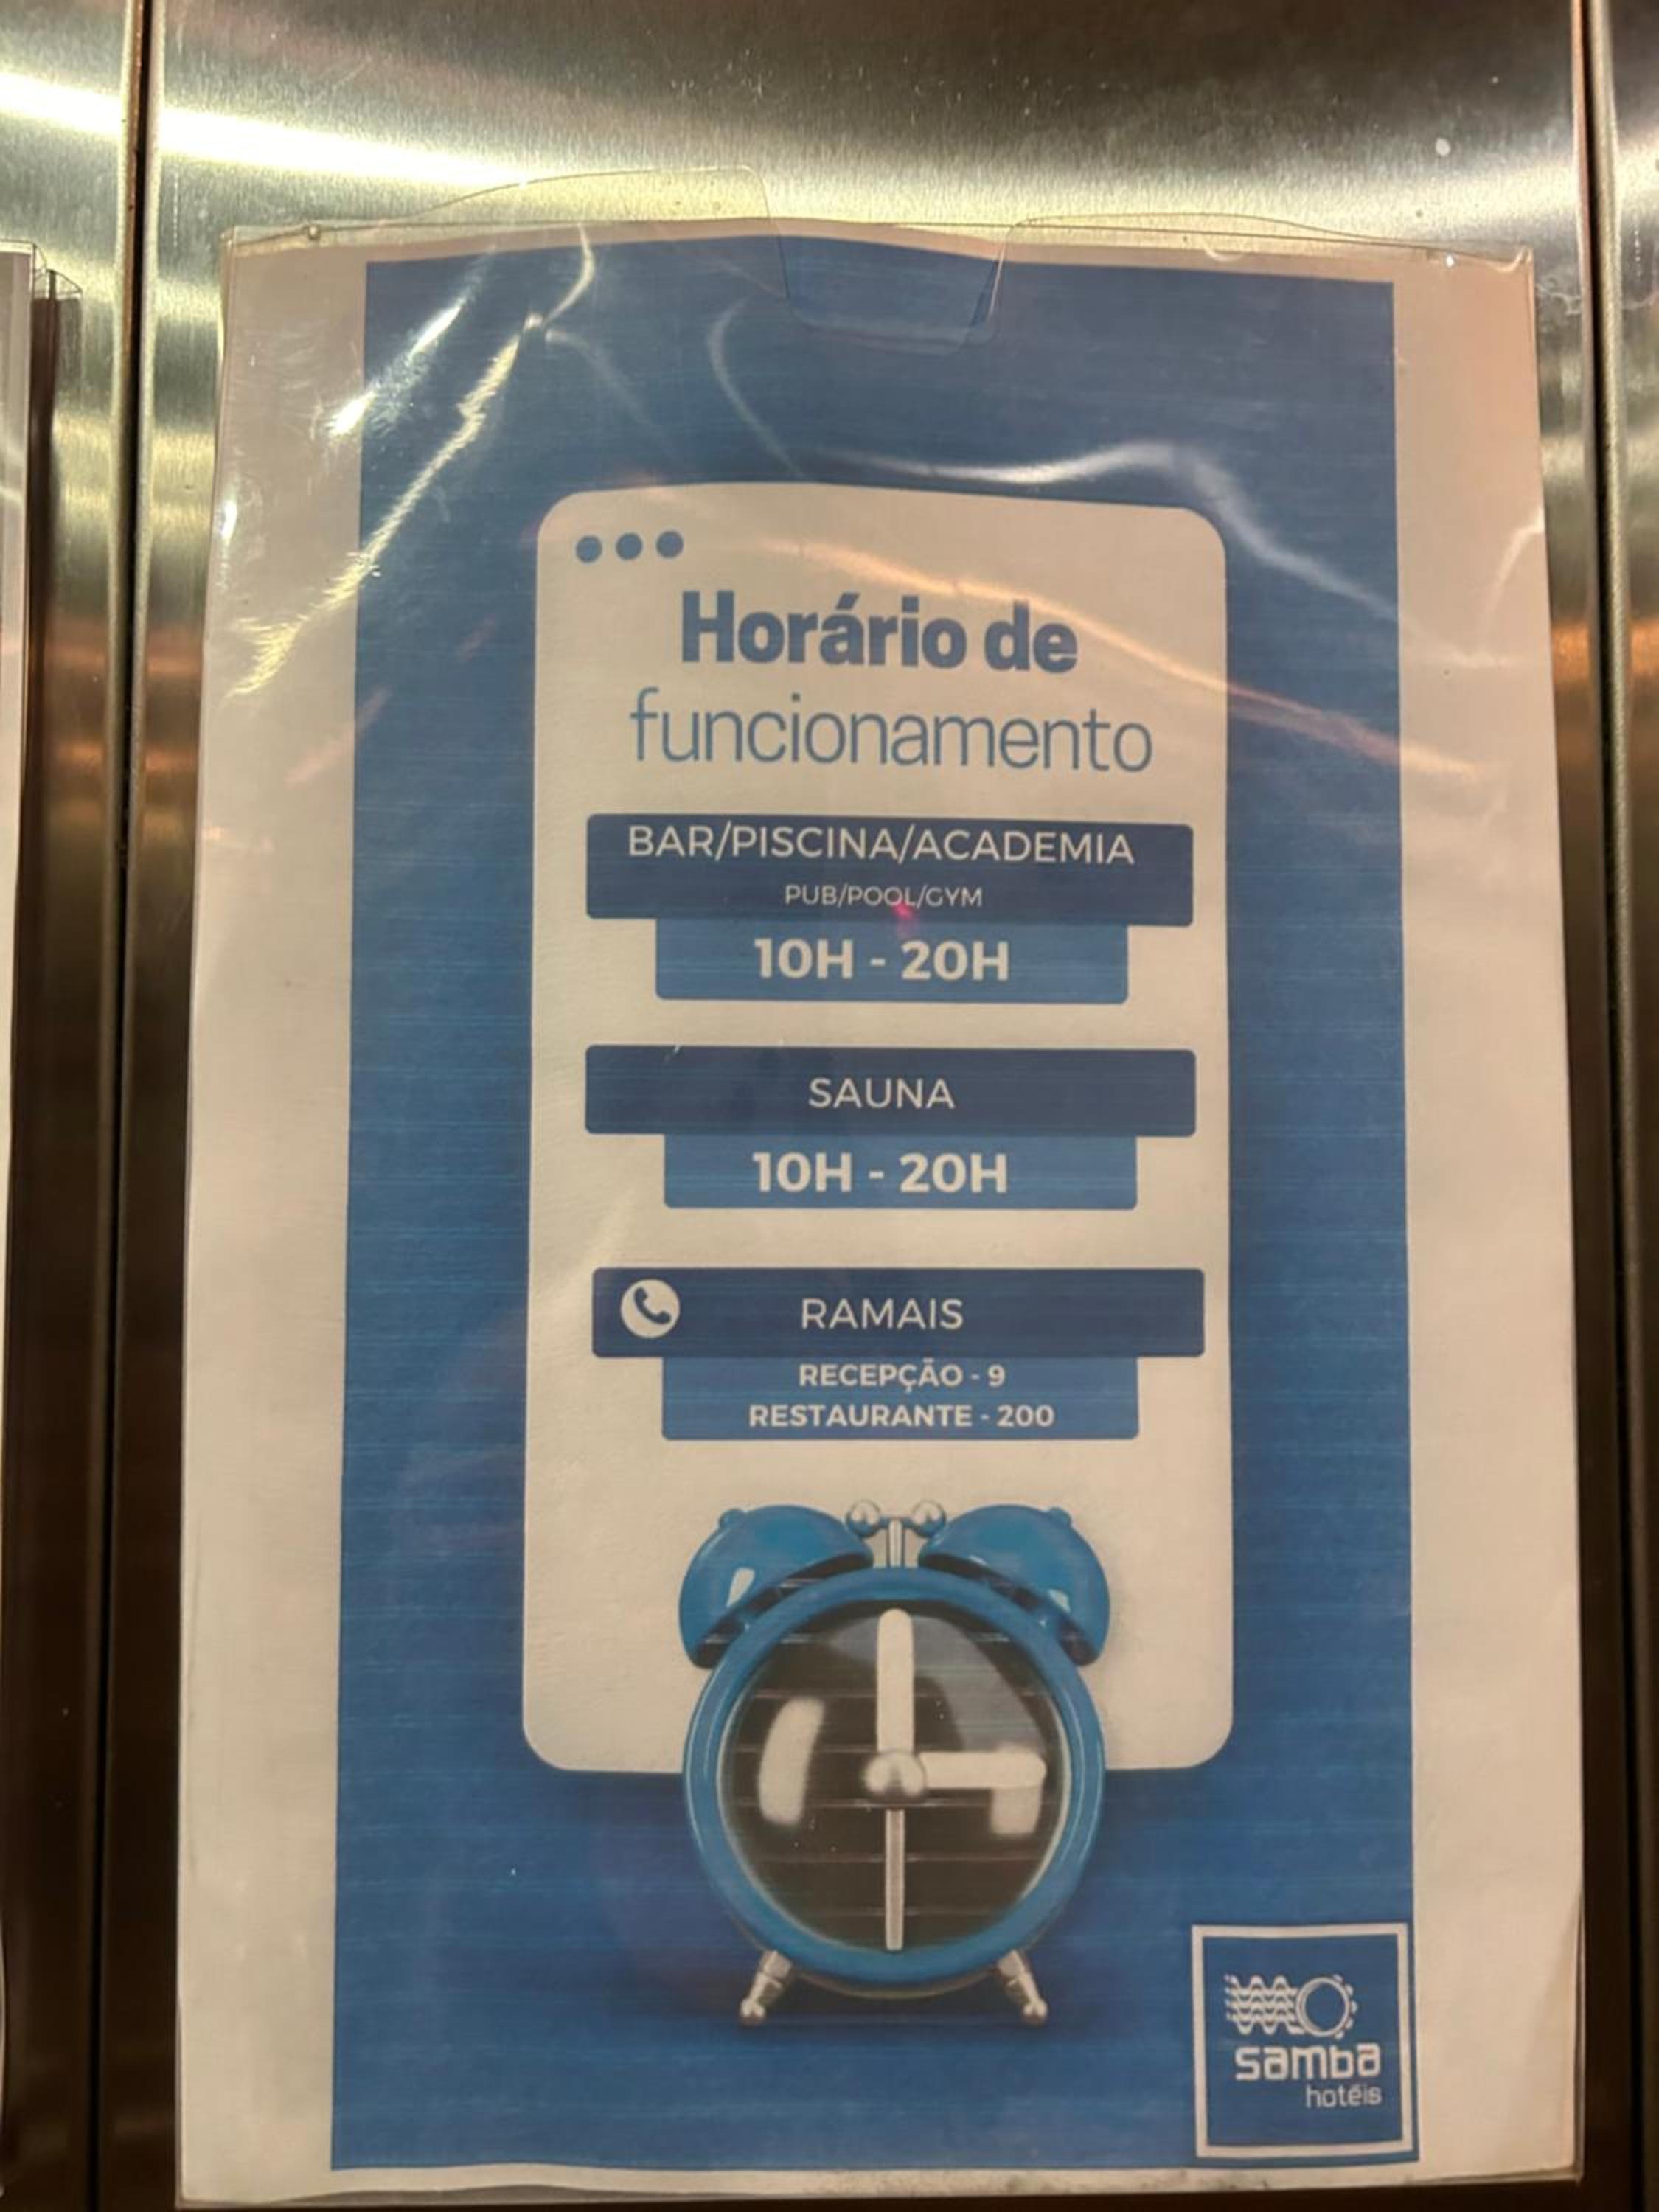 Horário de
funcionamento
BAR/PISCINA/ACADEMIA
PUB/POOL/GYM
10H - 20H
SAUNA
10H - 20H
RAMAIS
RECEPÇÃO - 9
RESTAURANTE - 200
samba
hotéis